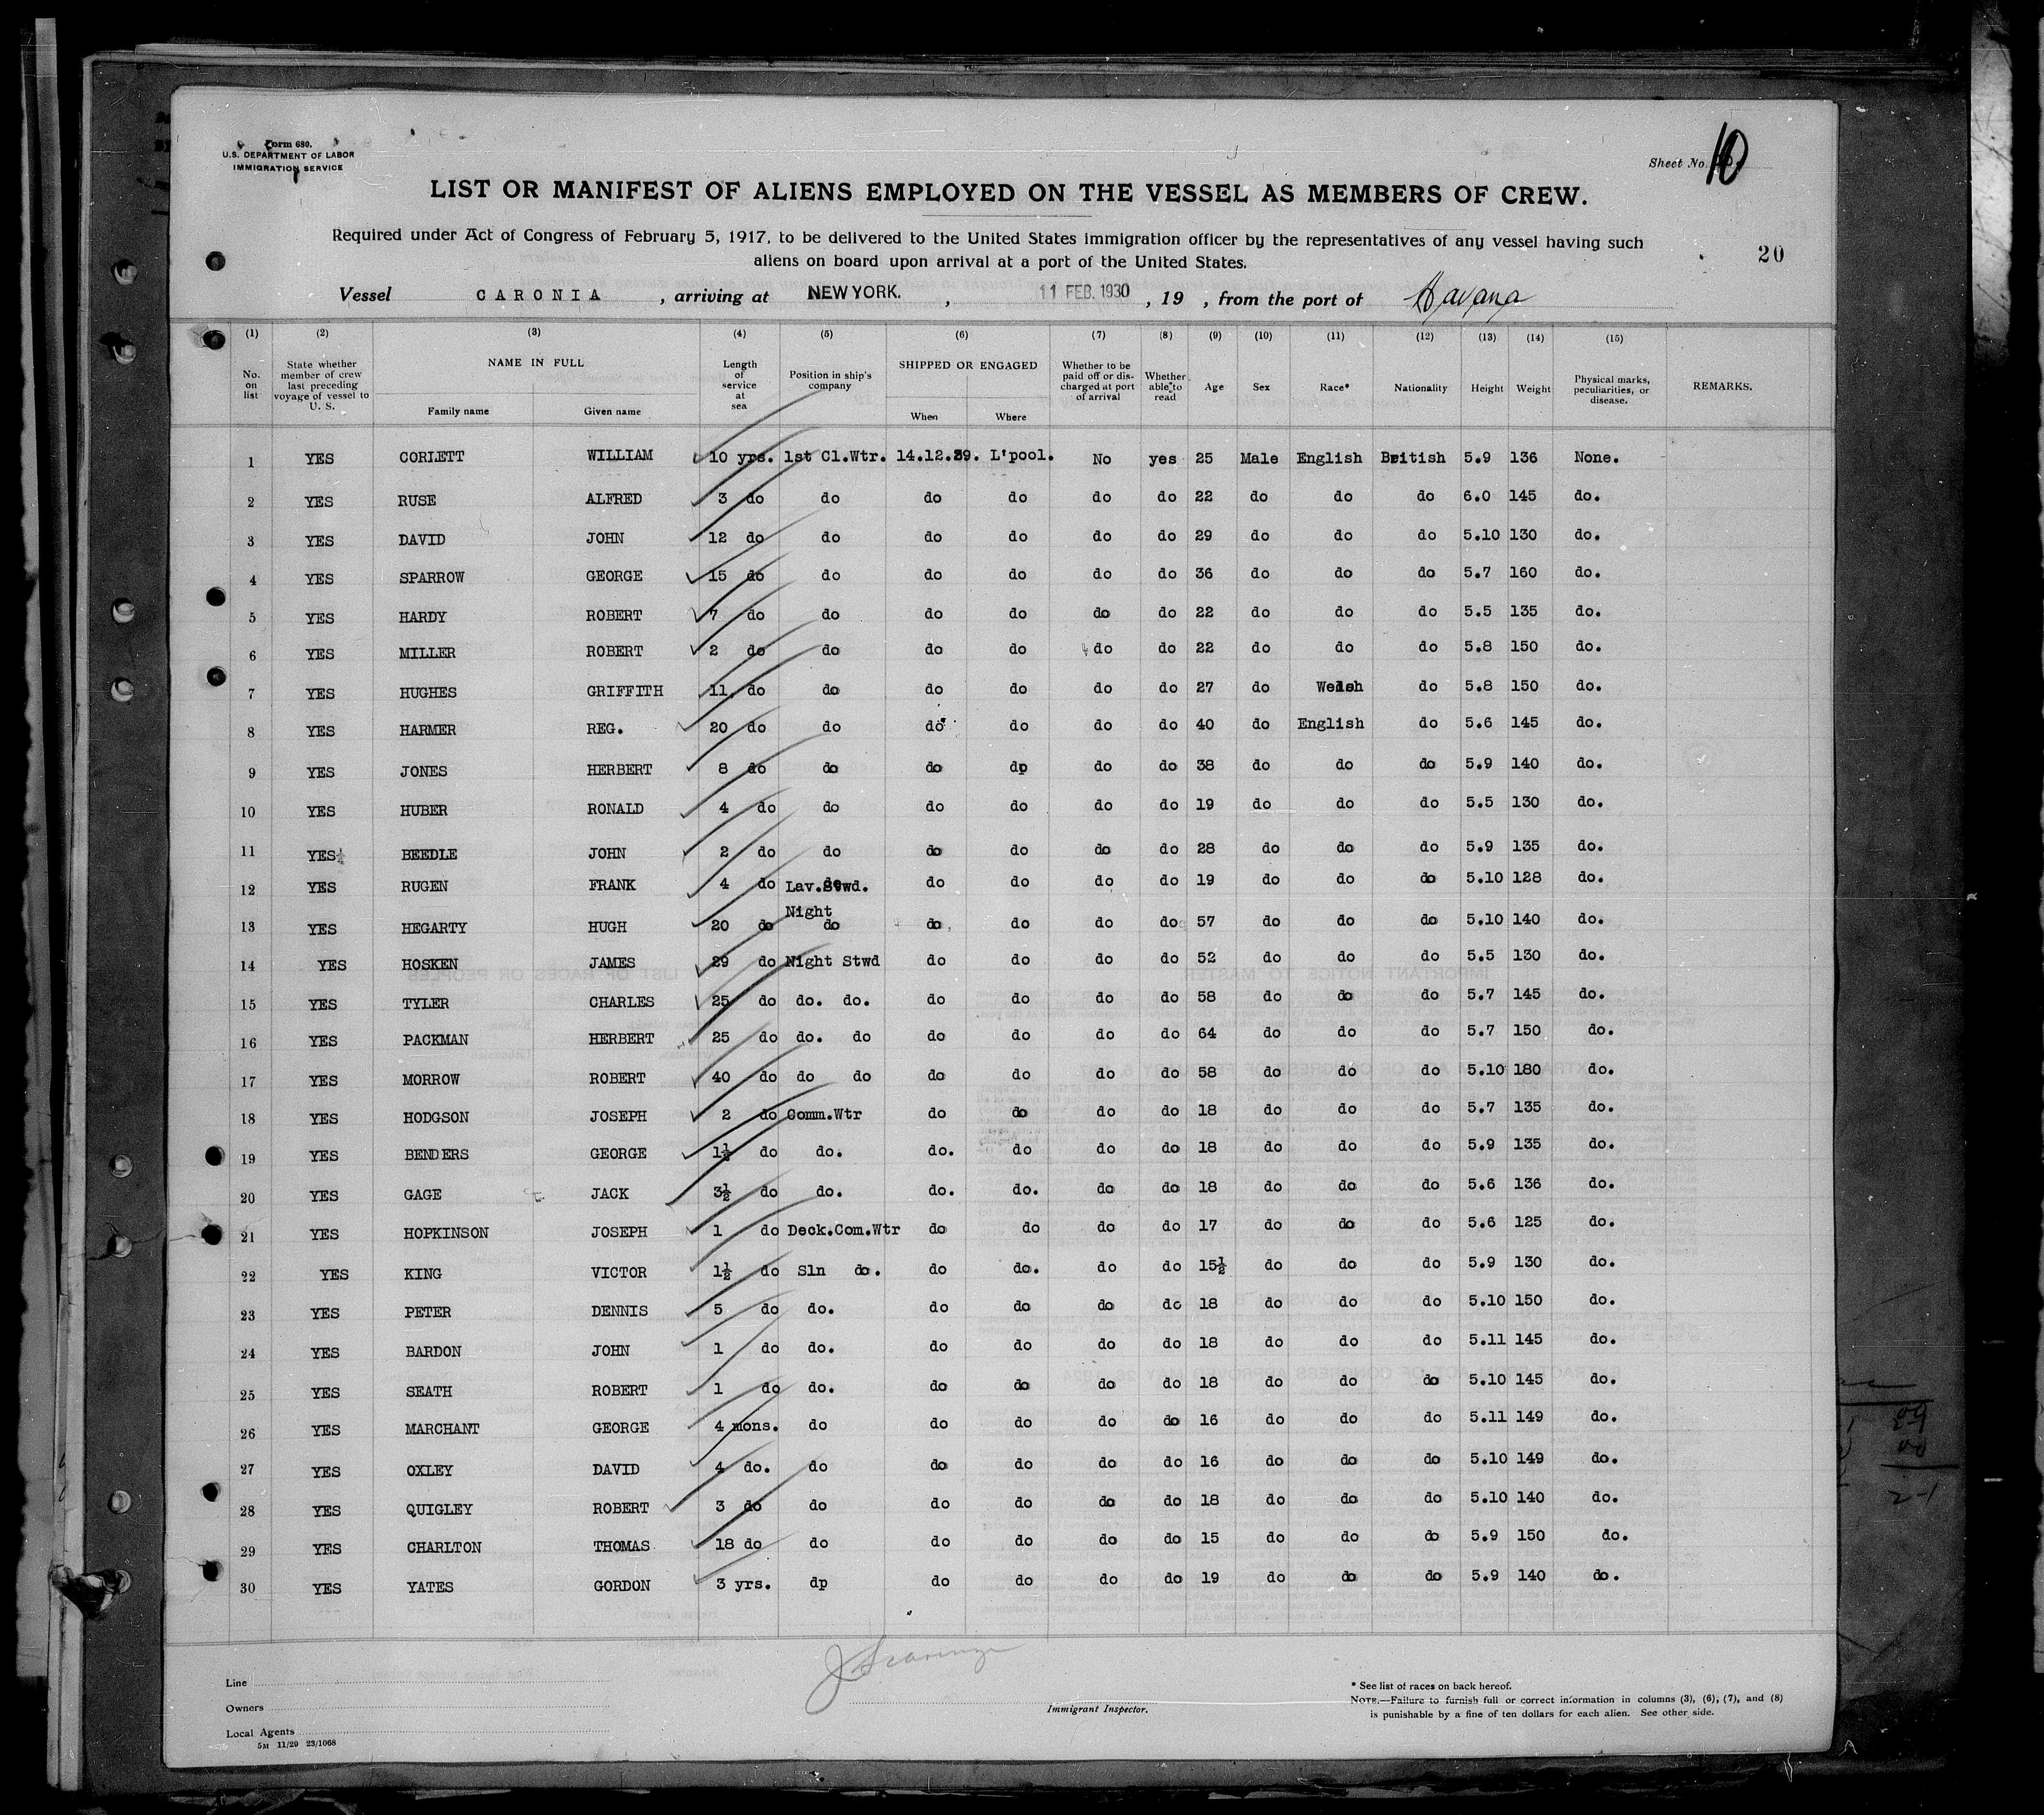 Form 680.
U.S. DEPARTMENT OF LABOR
IMMIGRATION SERVICE
Sheet No. 10
LIST OR MANIFEST OF ALIENS EMPLOYED ON THE VESSEL AS MEMBERS OF CREW.
Required under Act of Congress of February 5, 1917, to be delivered to the United States immigration officer by the representatives of any vessel having such
aliens on board upon arrival at a port of the United States.
20
Vessel CARONIA , arriving at NEW YORK. , 11 FEB. 1930 , 19 , from the port of Havana
(1) (2) (3) (4) (5) (6) (7) (8) (9) (10) (11) (12) (13) (14) (15)
No. on list State whether member of crew last preceding voyage of vessel to U. S. NAME IN FULL Family name Given name Length of service at sea Position in ship's company SHIPPED OR ENGAGED When Where Whether to be paid off or discharged at port of arrival Whether able to read Age Sex Race* Nationality Height Weight Physical marks, peculiarities, or disease. REMARKS.
1 YES CORLETT WILLIAM 10 yrs. 1st Cl.Wtr. 14.12.29. L'pool. No yes 25 Male English British 5.9 136 None.
2 YES RUSE ALFRED 3 do do do do do do 22 do do do 6.0 145 do.
3 YES DAVID JOHN 12 do do do do do do 29 do do do 5.10 130 do.
4 YES SPARROW GEORGE 15 do do do do do do 36 do do do 5.7 160 do.
5 YES HARDY ROBERT 7 do do do do do do 22 do do do 5.5 135 do.
6 YES MILLER ROBERT 2 do do do do do do 22 do do do 5.8 150 do.
7 YES HUGHES GRIFFITH 11 do do do do do do 27 do Welsh do 5.8 150 do.
8 YES HARMER REG. 20 do do do do do do 40 do English do 5.6 145 do.
9 YES JONES HERBERT 8 do do do dp do do 38 do do do 5.9 140 do.
10 YES HUBER RONALD 4 do do do do do do 19 do do do 5.5 130 do.
11 YES BEEDLE JOHN 2 do do do do do do 28 do do do 5.9 135 do.
12 YES RUGEN FRANK 4 do Lav.Stwd. do do do do 19 do do do 5.10 128 do.
13 YES HEGARTY HUGH 20 do Night do do do do do 57 do do do 5.10 140 do.
14 YES HOSKEN JAMES 29 do Night Stwd do do do do 52 do do do 5.5 130 do.
15 YES TYLER CHARLES 25 do do. do. do do do do 58 do do do 5.7 145 do.
16 YES PACKMAN HERBERT 25 do do. do do do do do 64 do do do 5.7 150 do.
17 YES MORROW ROBERT 40 do do do do do do do 58 do do do 5.10 180 do.
18 YES HODGSON JOSEPH 2 do Comm.Wtr do do do do 18 do do do 5.7 135 do.
19 YES BENDERS GEORGE 1½ do do. do. do do do 18 do do do 5.9 135 do.
20 YES GAGE JACK 3½ do do. do. do. do do 18 do do do 5.6 136 do.
21 YES HOPKINSON JOSEPH 1 do Deck.Com.Wtr do do do do 17 do do do 5.6 125 do.
22 YES KING VICTOR 1½ do Sln do. do do. do do 15½ do do do 5.9 130 do.
23 YES PETER DENNIS 5 do do. do do do do 18 do do do 5.10 150 do.
24 YES BARDON JOHN 1 do do. do do do do 18 do do do 5.11 145 do.
25 YES SEATH ROBERT 1 do do. do do do do 18 do do do 5.10 145 do.
26 YES MARCHANT GEORGE 4 mons. do do do do do 16 do do do 5.11 149 do.
27 YES OXLEY DAVID 4 do. do do do do do 16 do do do 5.10 149 do.
28 YES QUIGLEY ROBERT 3 do do do do do do 18 do do do 5.10 140 do.
29 YES CHARLTON THOMAS 18 do do do do do do 15 do do do 5.9 150 do.
30 YES YATES GORDON 3 yrs. dp do do do do 19 do do do 5.9 140 do.
Line
Owners
Local Agents
5M 11/29 23/1068
Immigrant Inspector.
* See list of races on back hereof.
NOTE.—Failure to furnish full or correct information in columns (3), (6), (7), and (8)
is punishable by a fine of ten dollars for each alien. See other side.